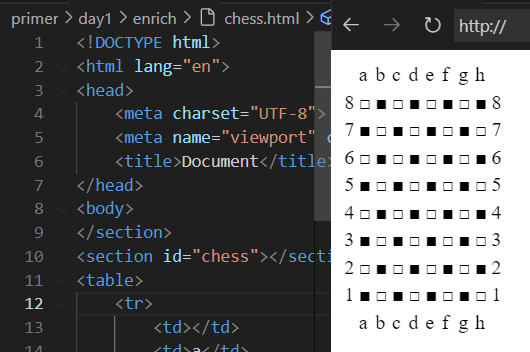 primer > day1 > enrich > chess.html >
1 <!DOCTYPE html>
2 <html lang="en">
3 <head>
4 <meta charset="UTF-8">
5 <meta name="viewport"
6 <title>Document</title
7 </head>
8 <body>
9 </section>
10 <section id="chess"></secti
11 <table>
12 <tr>
13 <td></td>
14 <td>a</td>
http://
a b c d e f g h
8 □ ■ □ ■ □ ■ □ ■ 8
7 ■ □ ■ □ ■ □ ■ □ 7
6 □ ■ □ ■ □ ■ □ ■ 6
5 ■ □ ■ □ ■ □ ■ □ 5
4 □ ■ □ ■ □ ■ □ ■ 4
3 ■ □ ■ □ ■ □ ■ □ 3
2 □ ■ □ ■ □ ■ □ ■ 2
1 ■ □ ■ □ ■ □ ■ □ 1
a b c d e f g h